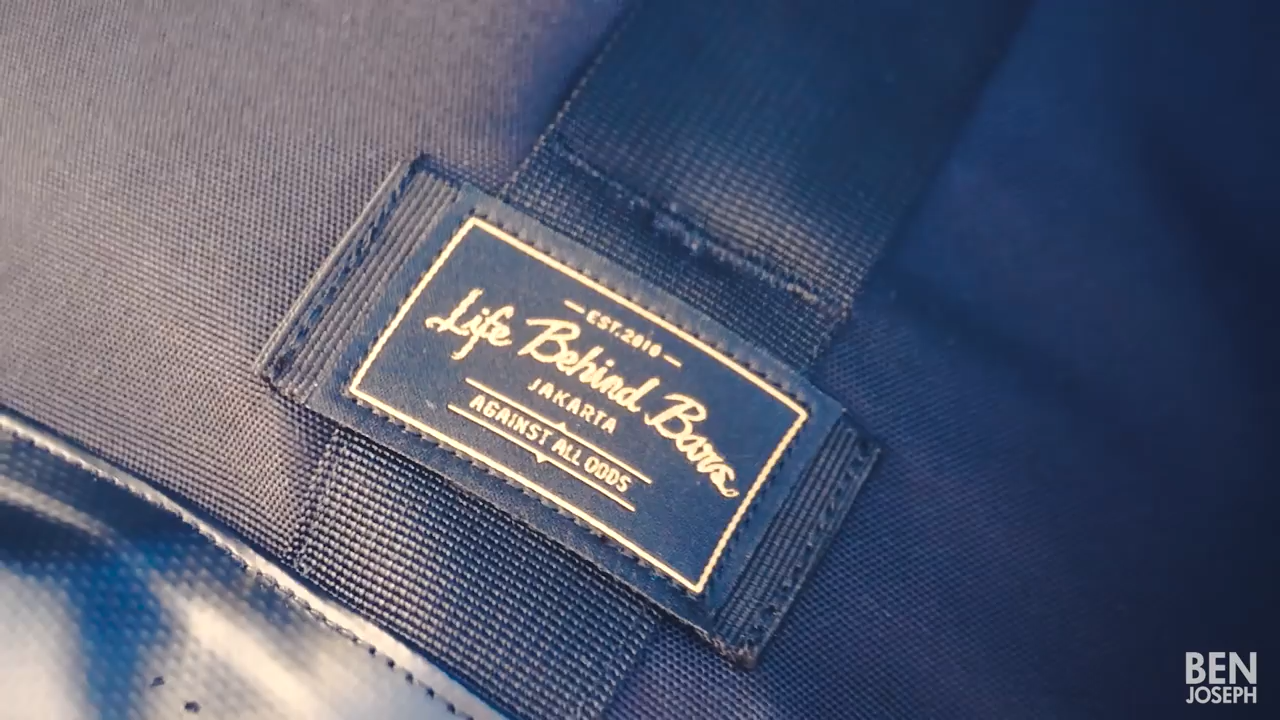 EST.2010
Life Behind Bars
JAKARTA
AGAINST ALL ODDS
BEN
JOSEPH